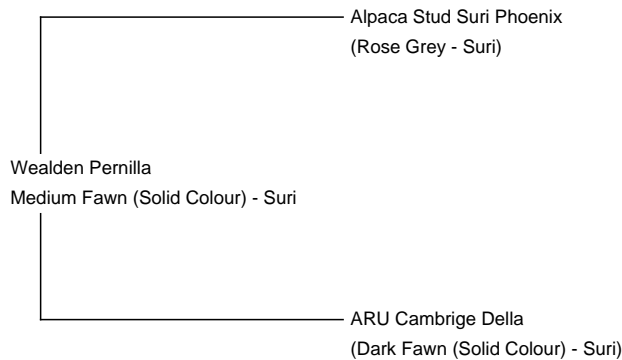 Alpaca Stud Suri Phoenix
(Rose Grey - Suri)
Wealden Pernilla
Medium Fawn (Solid Colour) - Suri
ARU Cambrige Della
(Dark Fawn (Solid Colour) - Suri)